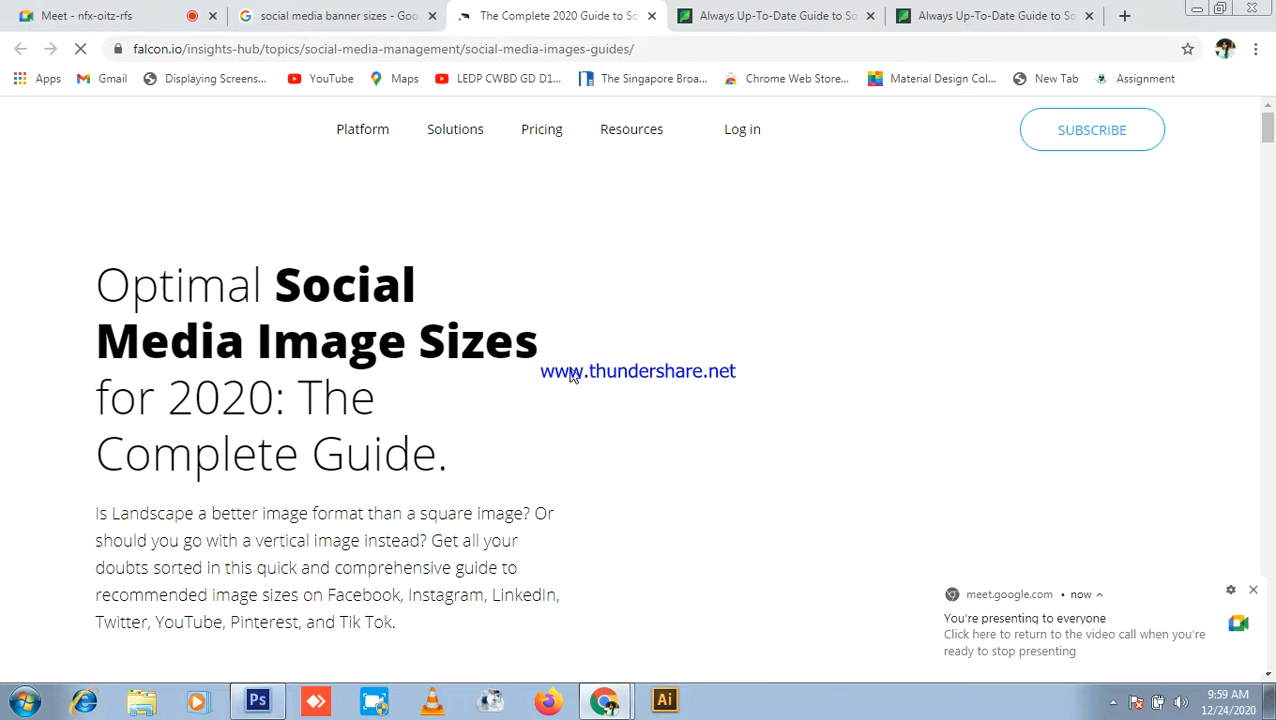 Meet - nfx-oitz-rfs
social media banner sizes - Goo
The Complete 2020 Guide to So
Always Up-To-Date Guide to So
Always Up-To-Date Guide to So
falcon.io/insights-hub/topics/social-media-management/social-media-images-guides/
Apps
Gmail
Displaying Screens...
YouTube
Maps
LEDP CWBD GD D1...
The Singapore Broa...
Chrome Web Store...
Material Design Col...
New Tab
Assignment
Platform
Solutions
Pricing
Resources
Log in
SUBSCRIBE
Optimal Social
Media Image Sizes
for 2020: The
Complete Guide.
www.thundershare.net
Is Landscape a better image format than a square image? Or
should you go with a vertical image instead? Get all your
doubts sorted in this quick and comprehensive guide to
recommended image sizes on Facebook, Instagram, LinkedIn,
Twitter, YouTube, Pinterest, and Tik Tok.
meet.google.com • now
You're presenting to everyone
Click here to return to the video call when you're
ready to stop presenting
Ps
Ai
9:59 AM
12/24/2020